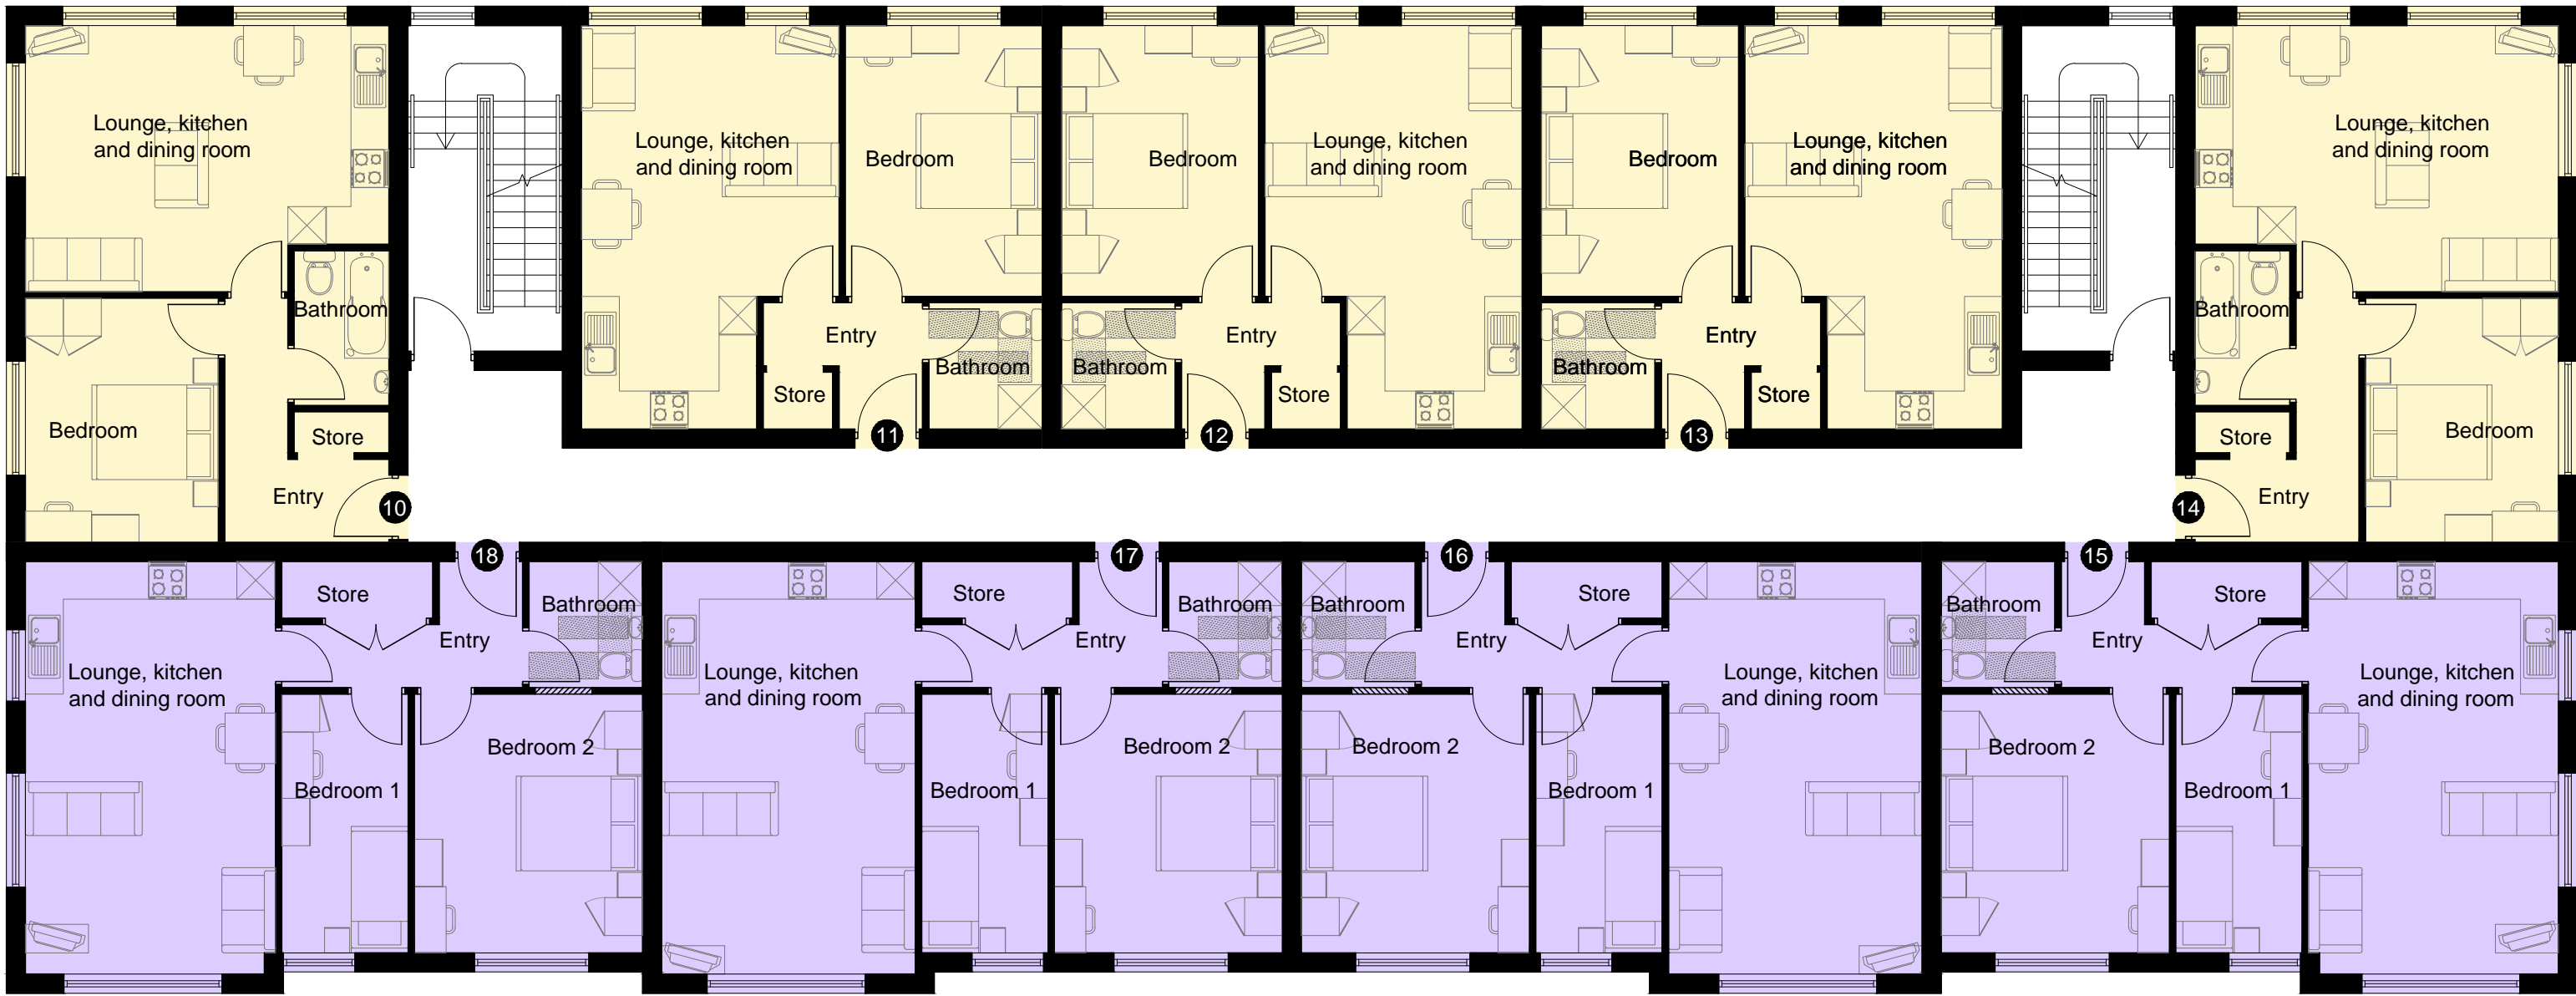 Lounge, kitchen
and dining room
Bathroom
Bedroom
Store
Entry
10
Lounge, kitchen
and dining room
Bedroom
Entry
Store
Bathroom
11
Bedroom
Lounge, kitchen
and dining room
Entry
Bathroom
Store
12
Bedroom
Lounge, kitchen
and dining room
Entry
Bathroom
Store
13
Lounge, kitchen
and dining room
Bathroom
Store
Bedroom
Entry
14
18
Store
Bathroom
Entry
Lounge, kitchen
and dining room
Bedroom 2
Bedroom 1
17
Store
Bathroom
Entry
Lounge, kitchen
and dining room
Bedroom 2
Bedroom 1
16
Bathroom
Store
Entry
Lounge, kitchen
and dining room
Bedroom 2
Bedroom 1
15
Bathroom
Store
Entry
Lounge, kitchen
and dining room
Bedroom 2
Bedroom 1